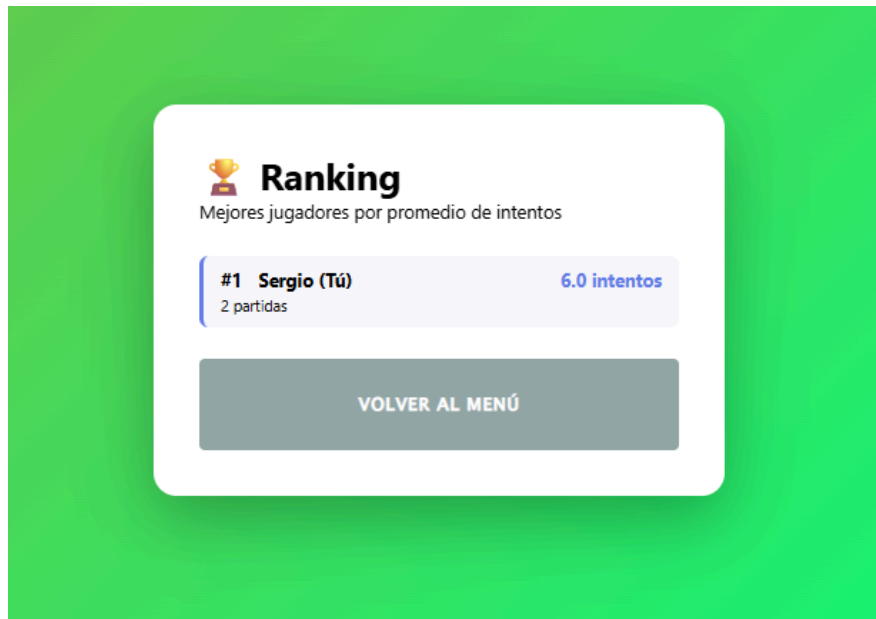 🏆 Ranking
Mejores jugadores por promedio de intentos
#1 Sergio (Tú) 6.0 intentos
2 partidas
VOLVER AL MENÚ